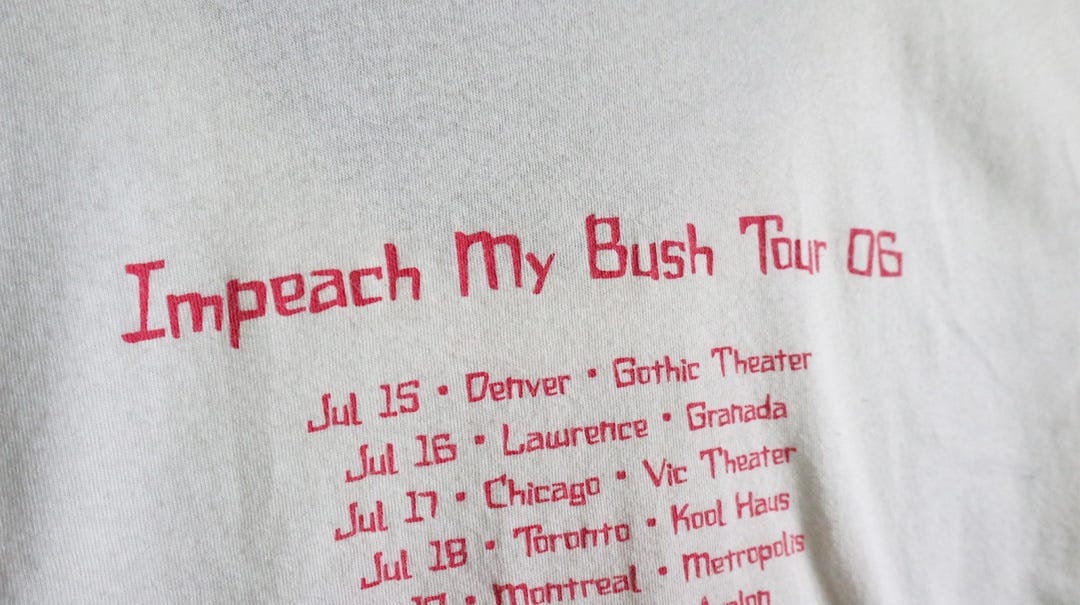 Impeach My Bush Tour 06
Jul 15 • Denver • Gothic Theater
Jul 16 • Lawrence • Granada
Jul 17 • Chicago • Vic Theater
Jul 18 • Toronto • Kool Haus
• Montreal • Metropolis
Avalon